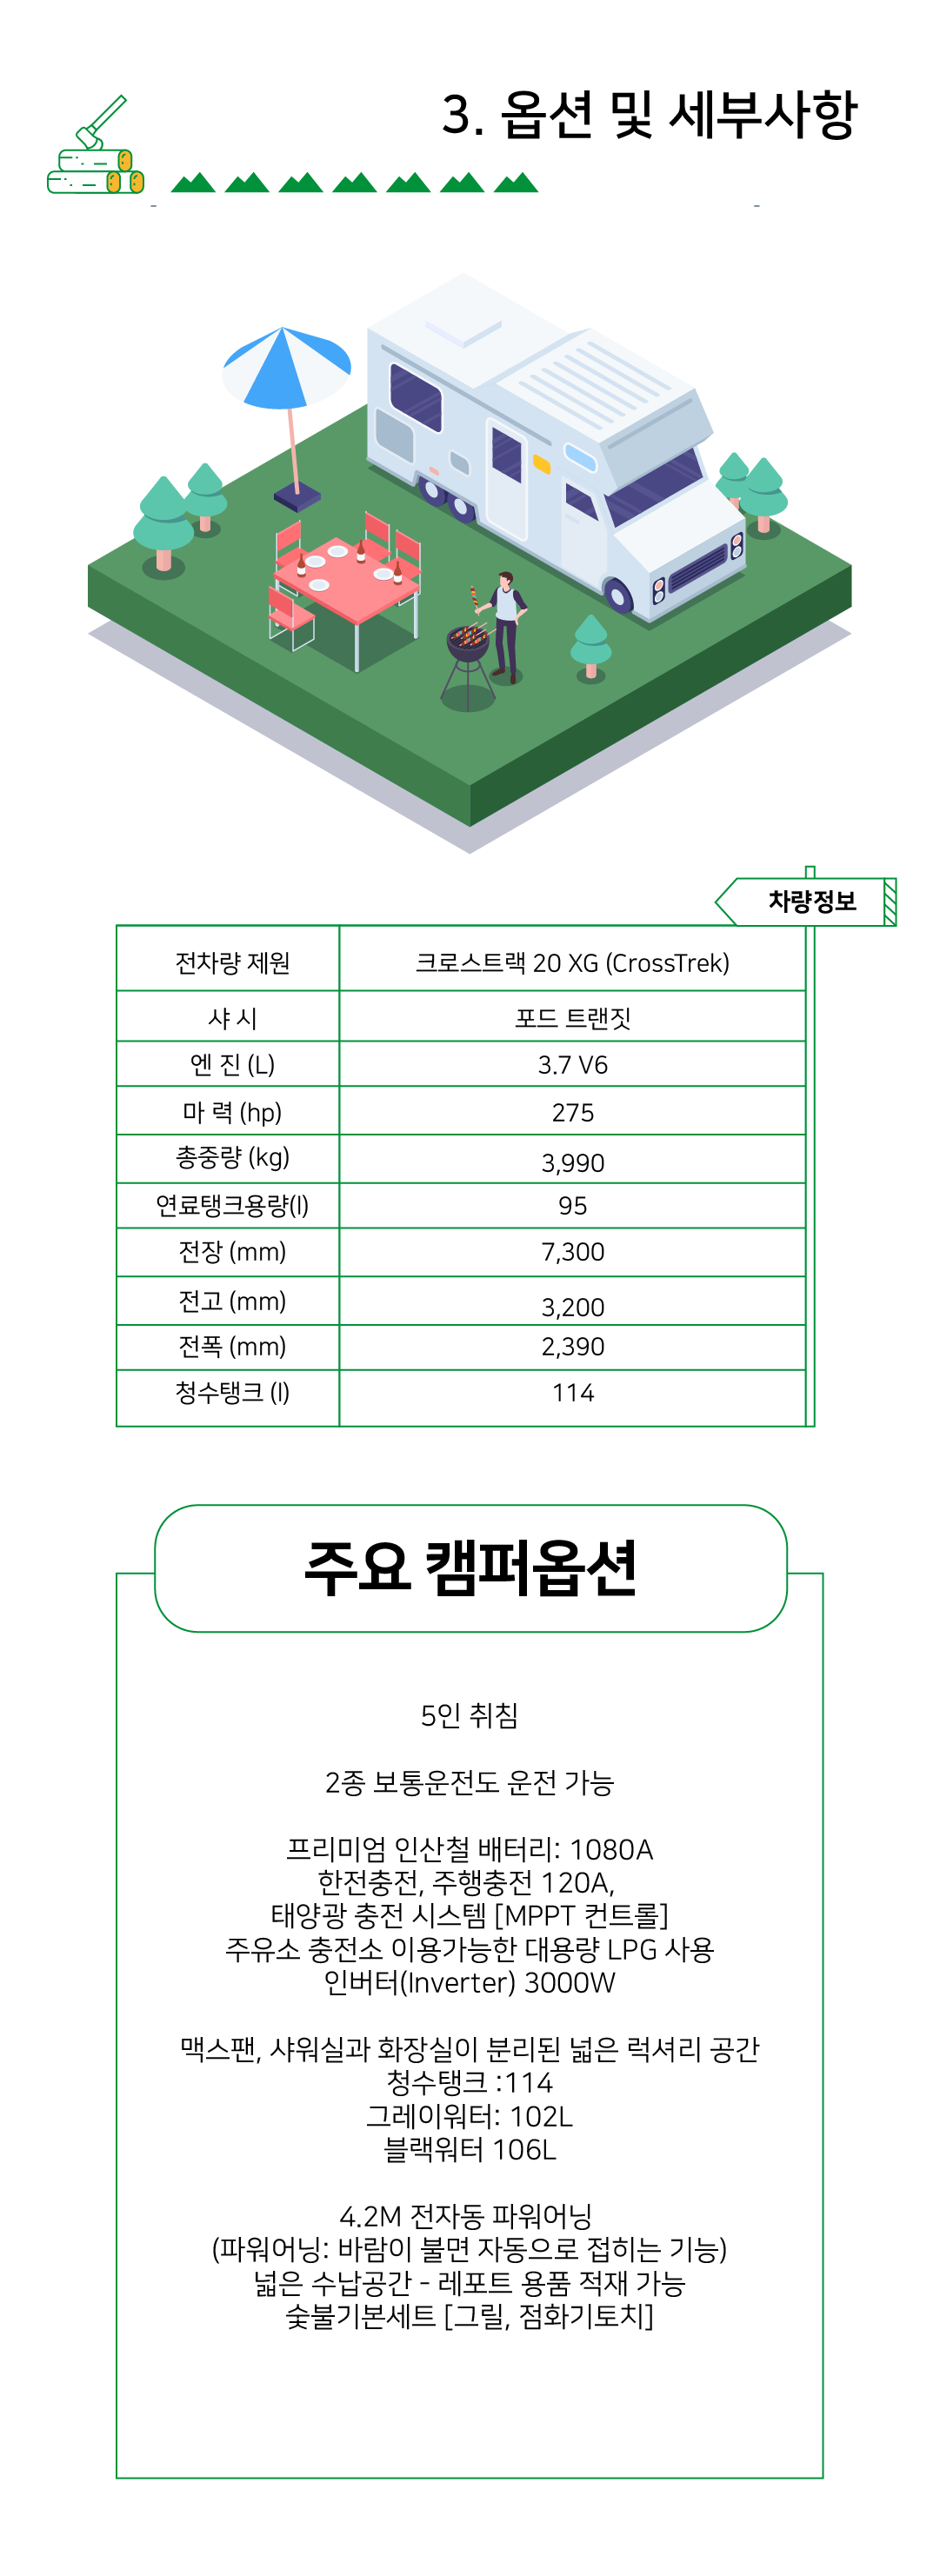 3. 옵션 및 세부사항
차량정보
전차량 제원 크로스트랙 20 XG (CrossTrek)
샤 시 포드 트랜짓
엔 진 (L) 3.7 V6
마 력 (hp) 275
총중량 (kg) 3,990
연료탱크용량(l) 95
전장 (mm) 7,300
전고 (mm) 3,200
전폭 (mm) 2,390
청수탱크 (l) 114
주요 캠퍼옵션
5인 취침
2종 보통운전도 운전 가능
프리미엄 인산철 배터리: 1080A
한전충전, 주행충전 120A,
태양광 충전 시스템 [MPPT 컨트롤]
주유소 충전소 이용가능한 대용량 LPG 사용
인버터(Inverter) 3000W
맥스팬, 샤워실과 화장실이 분리된 넓은 럭셔리 공간
청수탱크 :114
그레이워터: 102L
블랙워터 106L
4.2M 전자동 파워어닝
(파워어닝: 바람이 불면 자동으로 접히는 기능)
넓은 수납공간 - 레포트 용품 적재 가능
숯불기본세트 [그릴, 점화기토치]